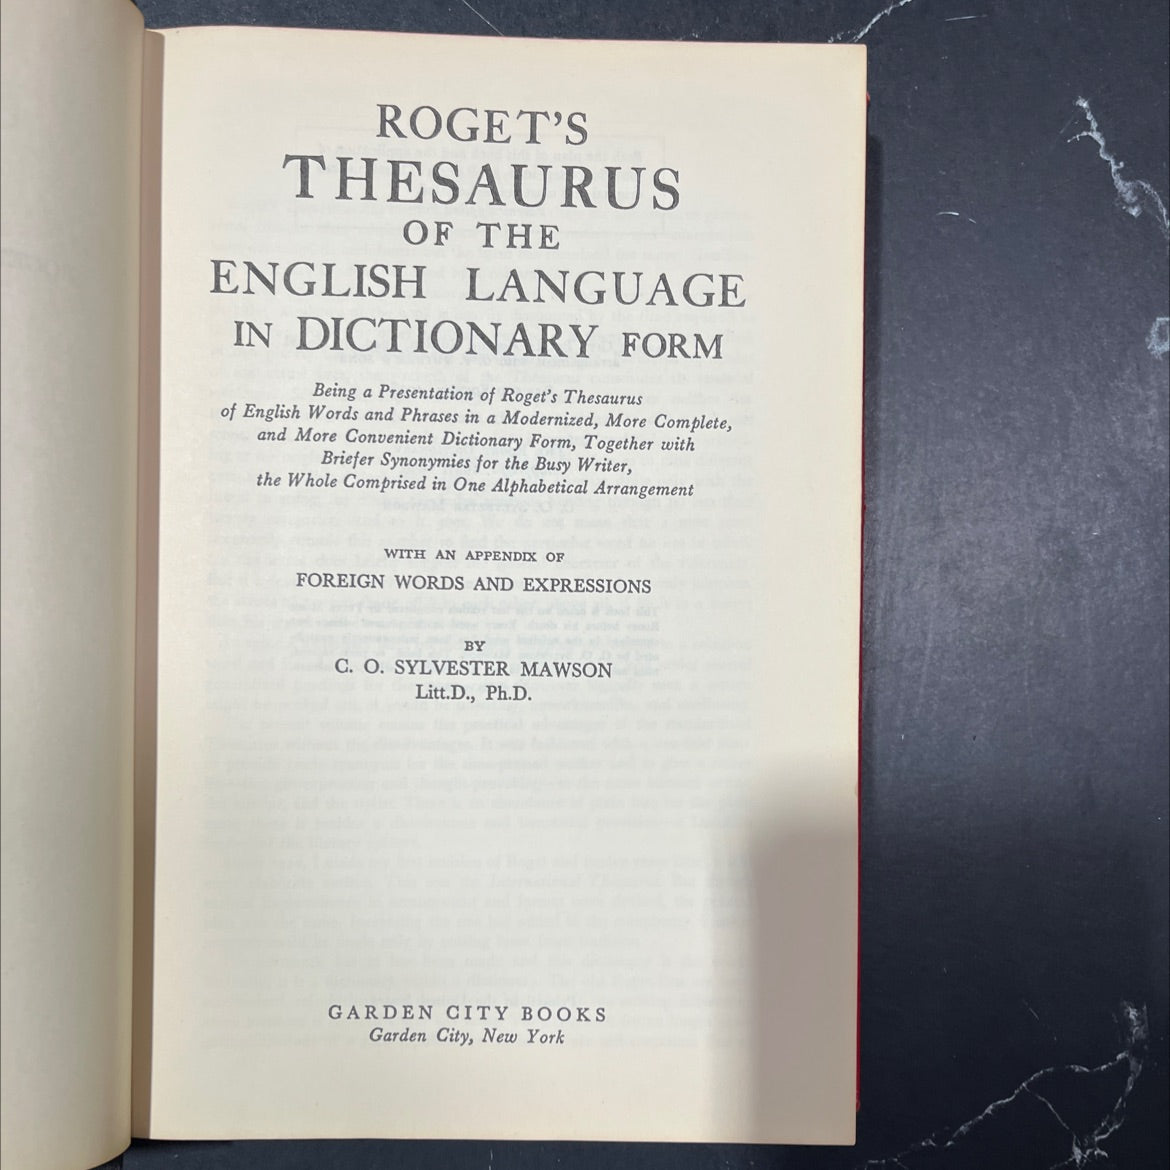 ROGET'S
THESAURUS
OF THE
ENGLISH LANGUAGE
IN DICTIONARY FORM
Being a Presentation of Roget's Thesaurus
of English Words and Phrases in a Modernized, More Complete,
and More Convenient Dictionary Form, Together with
Briefer Synonymies for the Busy Writer,
the Whole Comprised in One Alphabetical Arrangement
WITH AN APPENDIX OF
FOREIGN WORDS AND EXPRESSIONS
BY
C. O. SYLVESTER MAWSON
Litt.D., Ph.D.
GARDEN CITY BOOKS
Garden City, New York